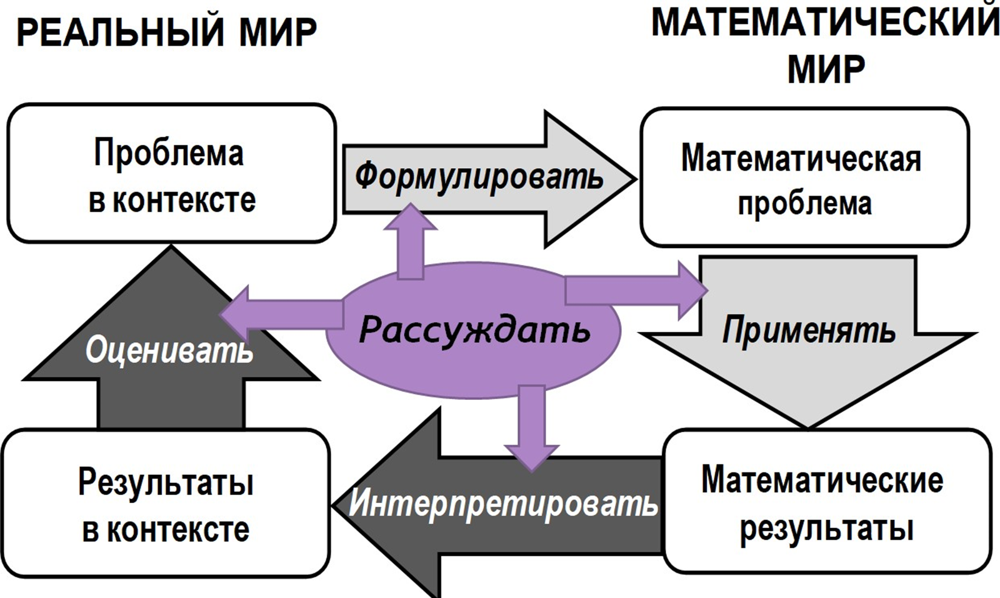 РЕАЛЬНЫЙ МИР
МАТЕМАТИЧЕСКИЙ
МИР
Проблема
в контексте
Формулировать
Математическая
проблема
Оценивать
Рассуждать
Применять
Результаты
в контексте
Интерпретировать
Математические
результаты